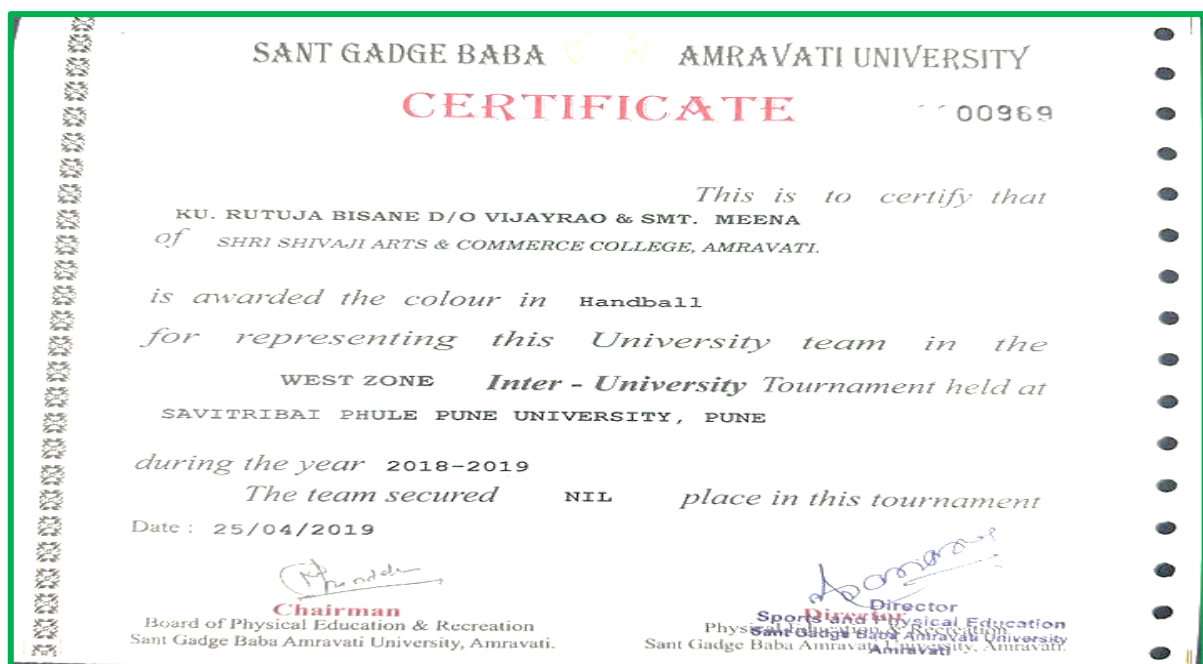 SANT GADGE BABA AMRAVATI UNIVERSITY
CERTIFICATE
00969
This is to certify that
KU. RUTUJA BISANE D/O VIJAYRAO & SMT. MEENA
of SHRI SHIVAJI ARTS & COMMERCE COLLEGE, AMRAVATI.
is awarded the colour in Handball
for representing this University team in the
WEST ZONE Inter - University Tournament held at
SAVITRIBAI PHULE PUNE UNIVERSITY, PUNE
during the year 2018-2019
The team secured NIL place in this tournament
Date : 25/04/2019
Chairman
Board of Physical Education & Recreation
Sant Gadge Baba Amravati University, Amravati.
Director
Physical Education & Recreation
Sant Gadge Baba Amravati University, Amravati.
Director
Sports and Physical Education
Sant Gadge Baba Amravati University
Amravati